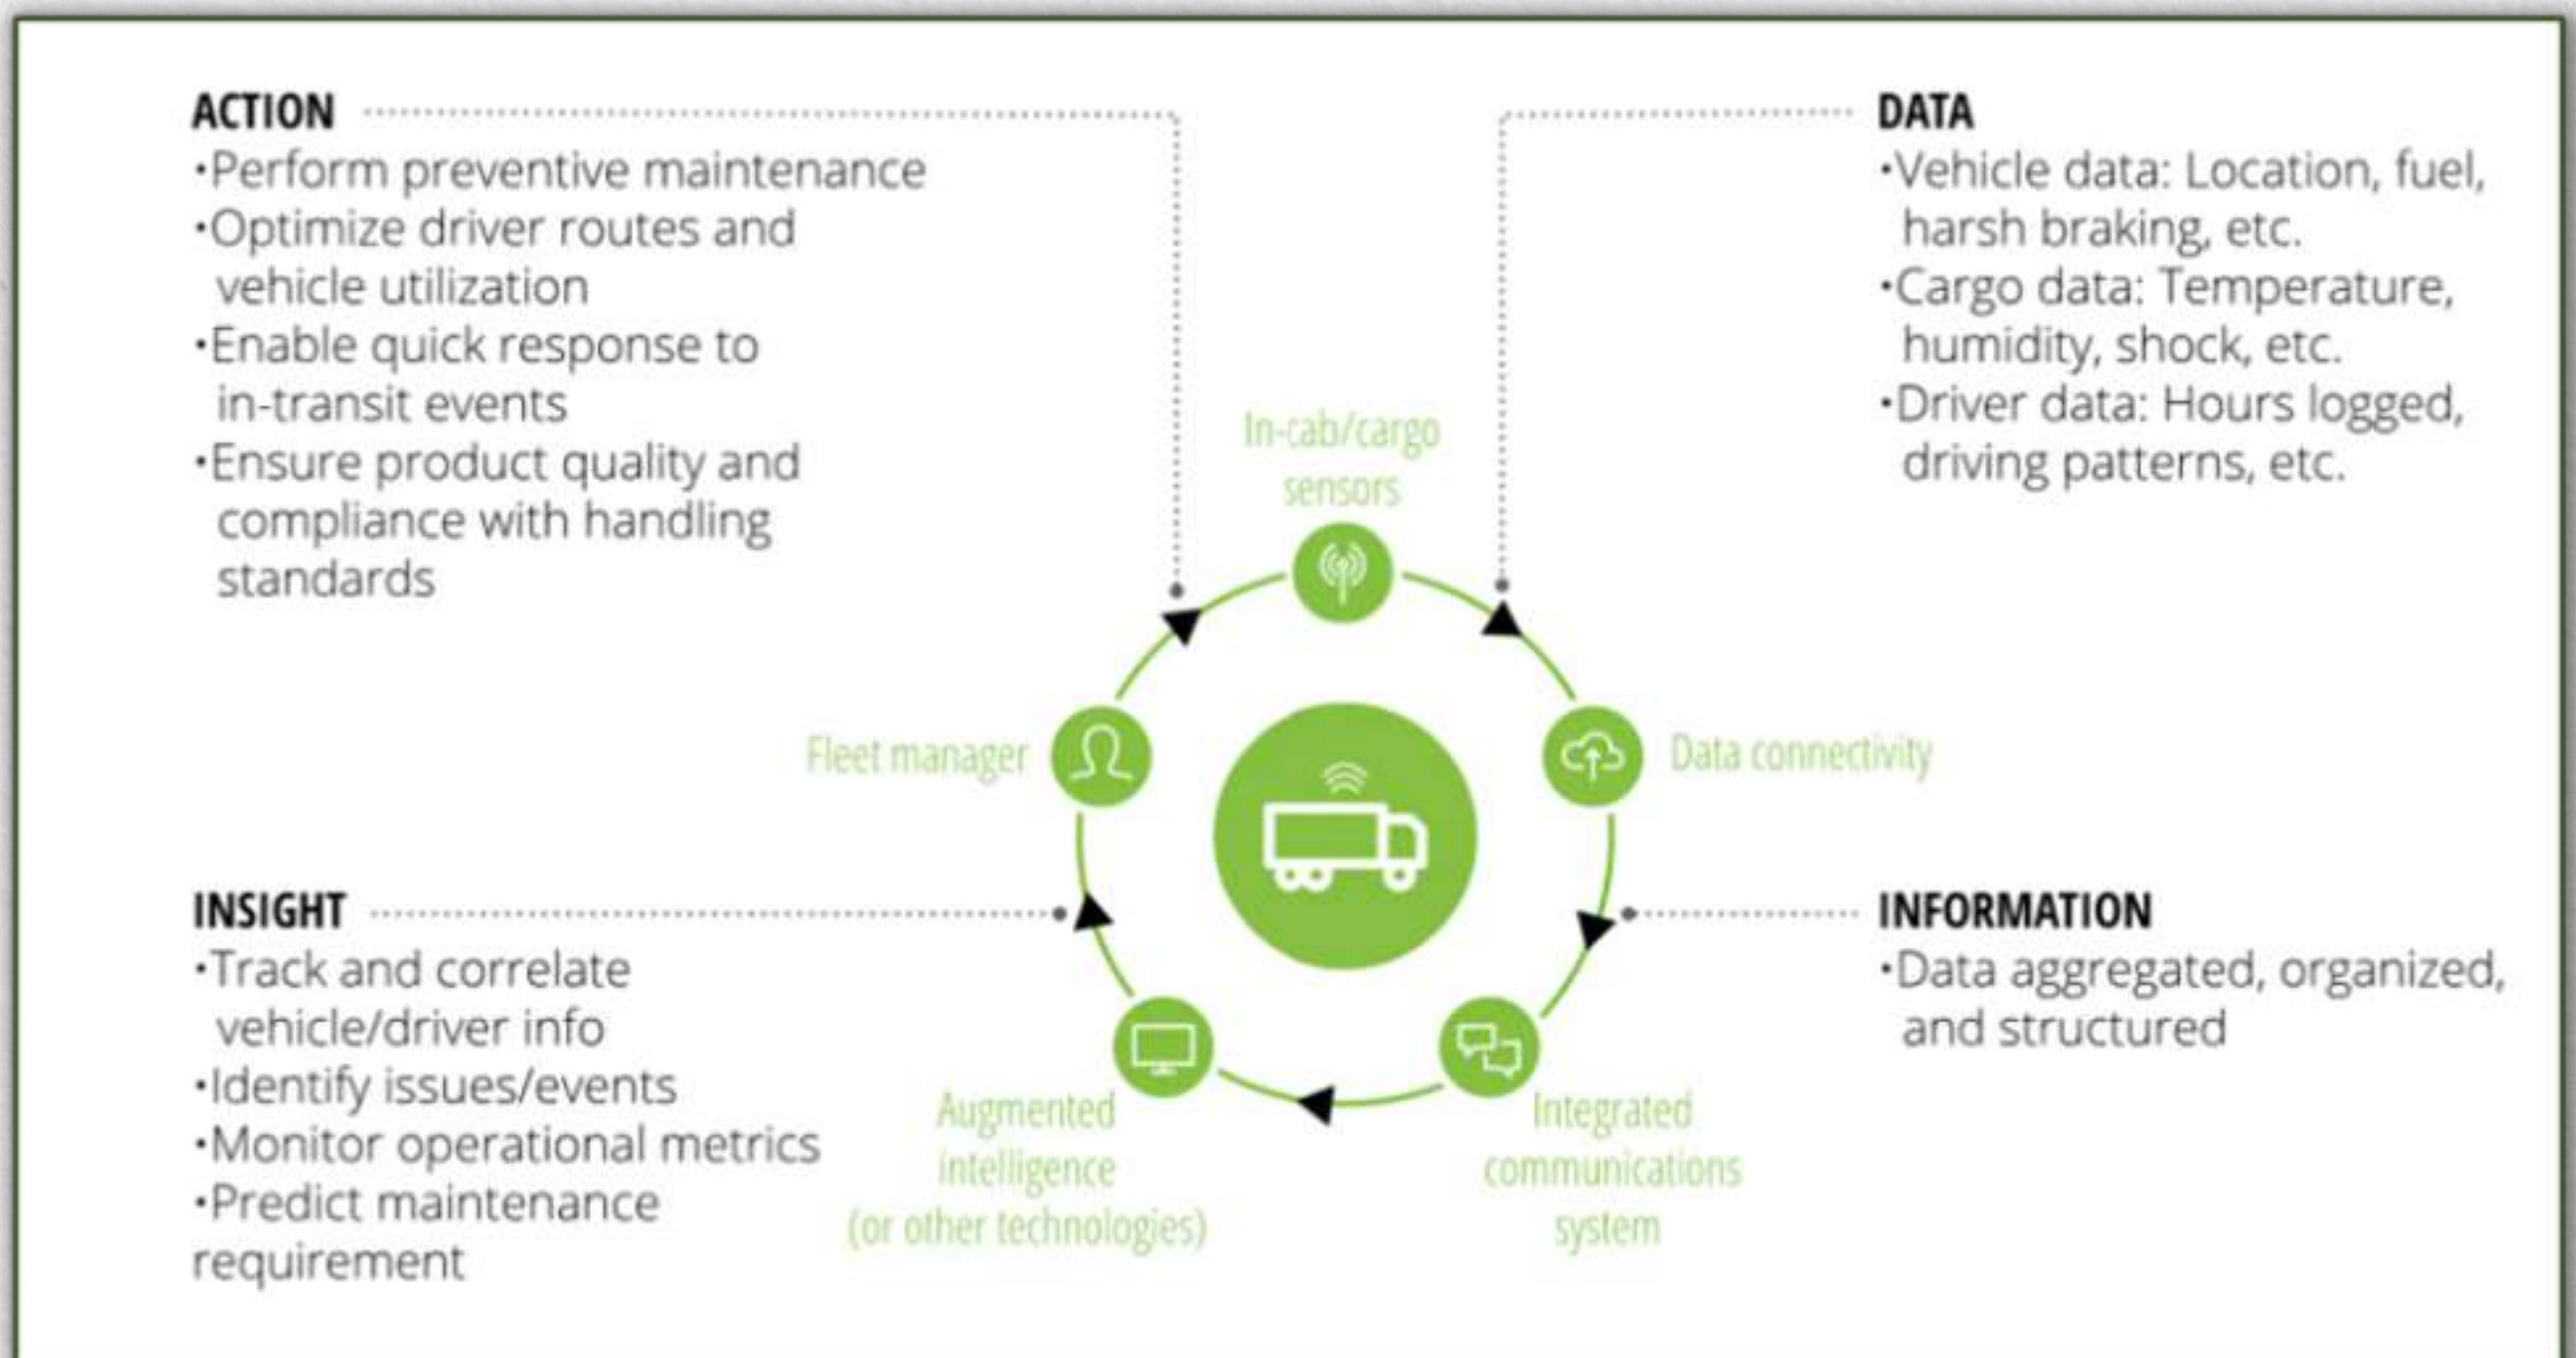 ACTION
•Perform preventive maintenance
•Optimize driver routes and
vehicle utilization
•Enable quick response to
in-transit events
•Ensure product quality and
compliance with handling
standards
DATA
•Vehicle data: Location, fuel,
harsh braking, etc.
•Cargo data: Temperature,
humidity, shock, etc.
•Driver data: Hours logged,
driving patterns, etc.
In-cab/cargo
sensors
Fleet manager
Data connectivity
INSIGHT
•Track and correlate
vehicle/driver info
•Identify issues/events
•Monitor operational metrics
•Predict maintenance
requirement
INFORMATION
•Data aggregated, organized,
and structured
Augmented
intelligence
(or other technologies)
Integrated
communications
system